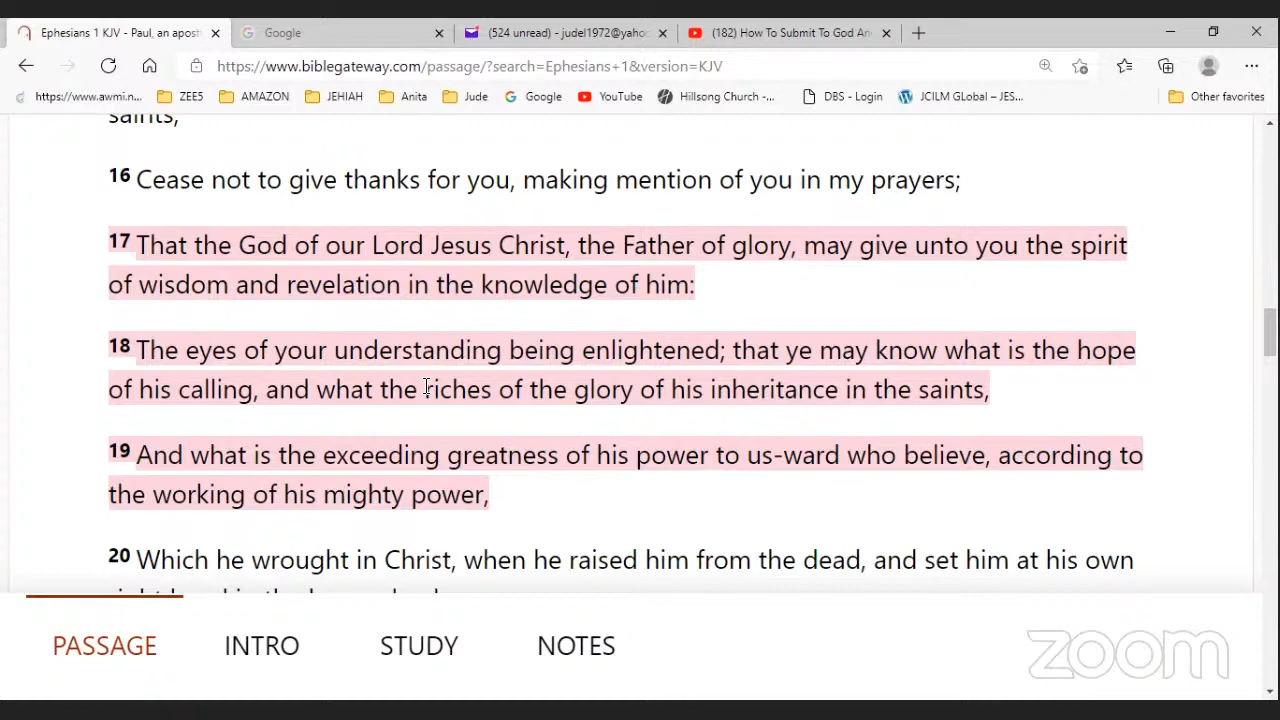 Ephesians 1 KJV - Paul, an apost
Google
(524 unread) - judel1972@yaho
(182) How To Submit To God An
https://www.biblegateway.com/passage/?search=Ephesians+1&version=KJV
https://www.awmi.n...
ZEE5
AMAZON
JEHIAH
Anita
Jude
Google
YouTube
Hillsong Church -...
DBS - Login
JCILM GLobal – JES...
Other favorites
saints,
16 Cease not to give thanks for you, making mention of you in my prayers;
17 That the God of our Lord Jesus Christ, the Father of glory, may give unto you the spirit
of wisdom and revelation in the knowledge of him:
18 The eyes of your understanding being enlightened; that ye may know what is the hope
of his calling, and what the riches of the glory of his inheritance in the saints,
19 And what is the exceeding greatness of his power to us-ward who believe, according to
the working of his mighty power,
20 Which he wrought in Christ, when he raised him from the dead, and set him at his own
PASSAGE
INTRO
STUDY
NOTES
zoom